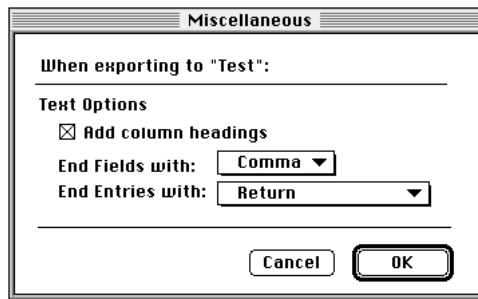 Miscellaneous
When exporting to "Test":
Text Options
Add column headings
End Fields with: Comma
End Entries with: Return
Cancel OK